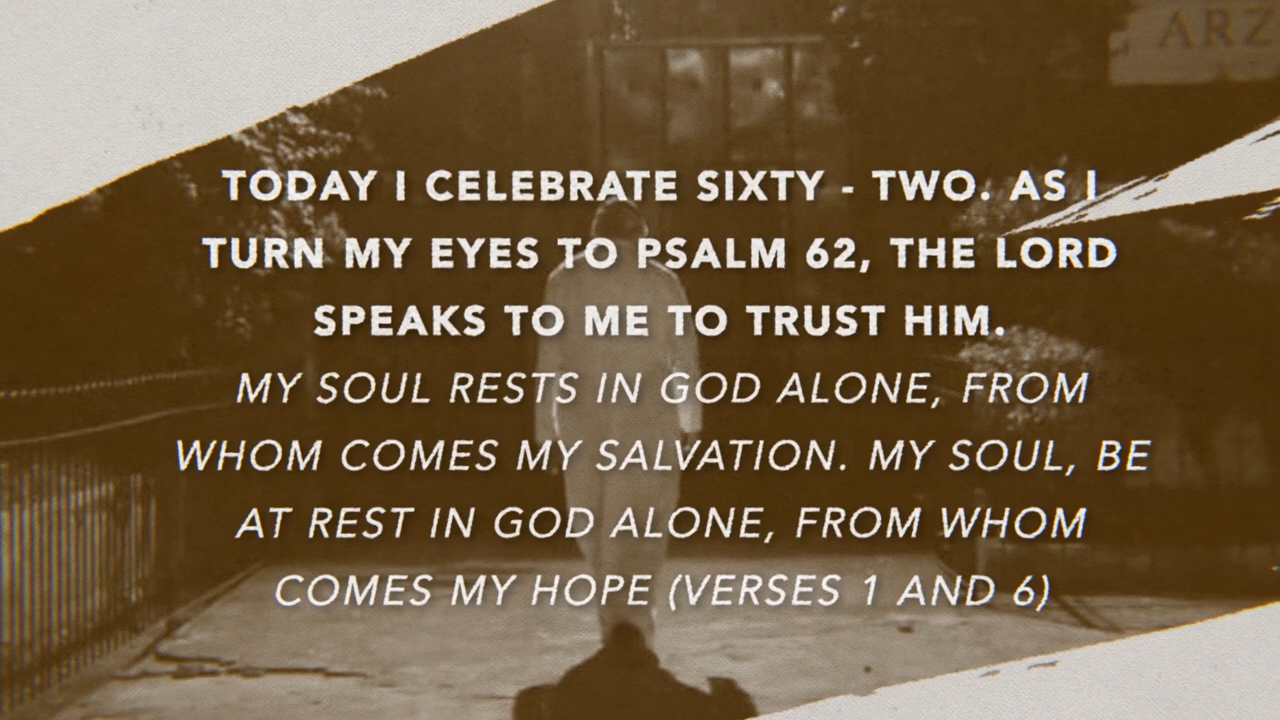 ARZ
TODAY I CELEBRATE SIXTY - TWO. AS I
TURN MY EYES TO PSALM 62, THE LORD
SPEAKS TO ME TO TRUST HIM.
MY SOUL RESTS IN GOD ALONE, FROM
WHOM COMES MY SALVATION. MY SOUL, BE
AT REST IN GOD ALONE, FROM WHOM
COMES MY HOPE (VERSES 1 AND 6)